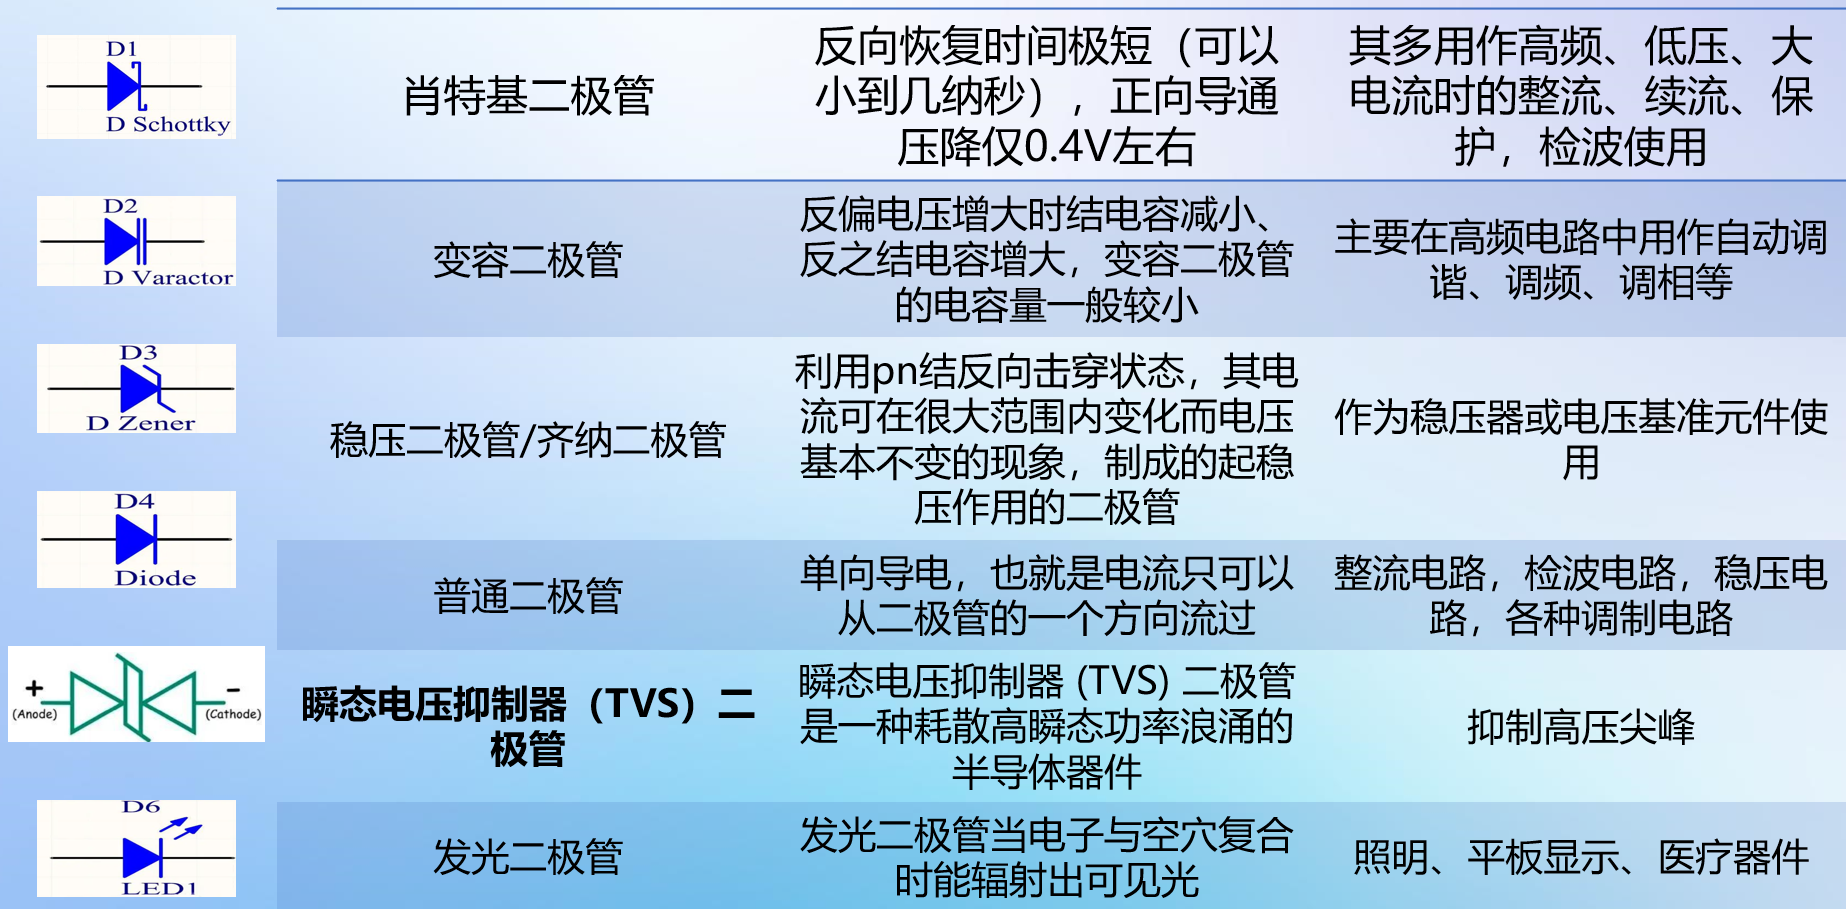 D1
D Schottky
肖特基二极管
反向恢复时间极短（可以
小到几纳秒），正向导通
压降仅0.4V左右
其多用作高频、低压、大
电流时的整流、续流、保
护，检波使用
D2
D Varactor
变容二极管
反偏电压增大时结电容减小、
反之结电容增大，变容二极管
的电容量一般较小
主要在高频电路中用作自动调
谐、调频、调相等
D3
D Zener
稳压二极管/齐纳二极管
利用pn结反向击穿状态，其电
流可在很大范围内变化而电压
基本不变的现象，制成的起稳
压作用的二极管
作为稳压器或电压基准元件使
用
D4
Diode
普通二极管
单向导电，也就是电流只可以
从二极管的一个方向流过
整流电路，检波电路，稳压电
路，各种调制电路
+ -
(Anode) (Cathode)
瞬态电压抑制器（TVS）二
极管
瞬态电压抑制器 (TVS) 二极管
是一种耗散高瞬态功率浪涌的
半导体器件
抑制高压尖峰
D6
LED1
发光二极管
发光二极管当电子与空穴复合
时能辐射出可见光
照明、平板显示、医疗器件